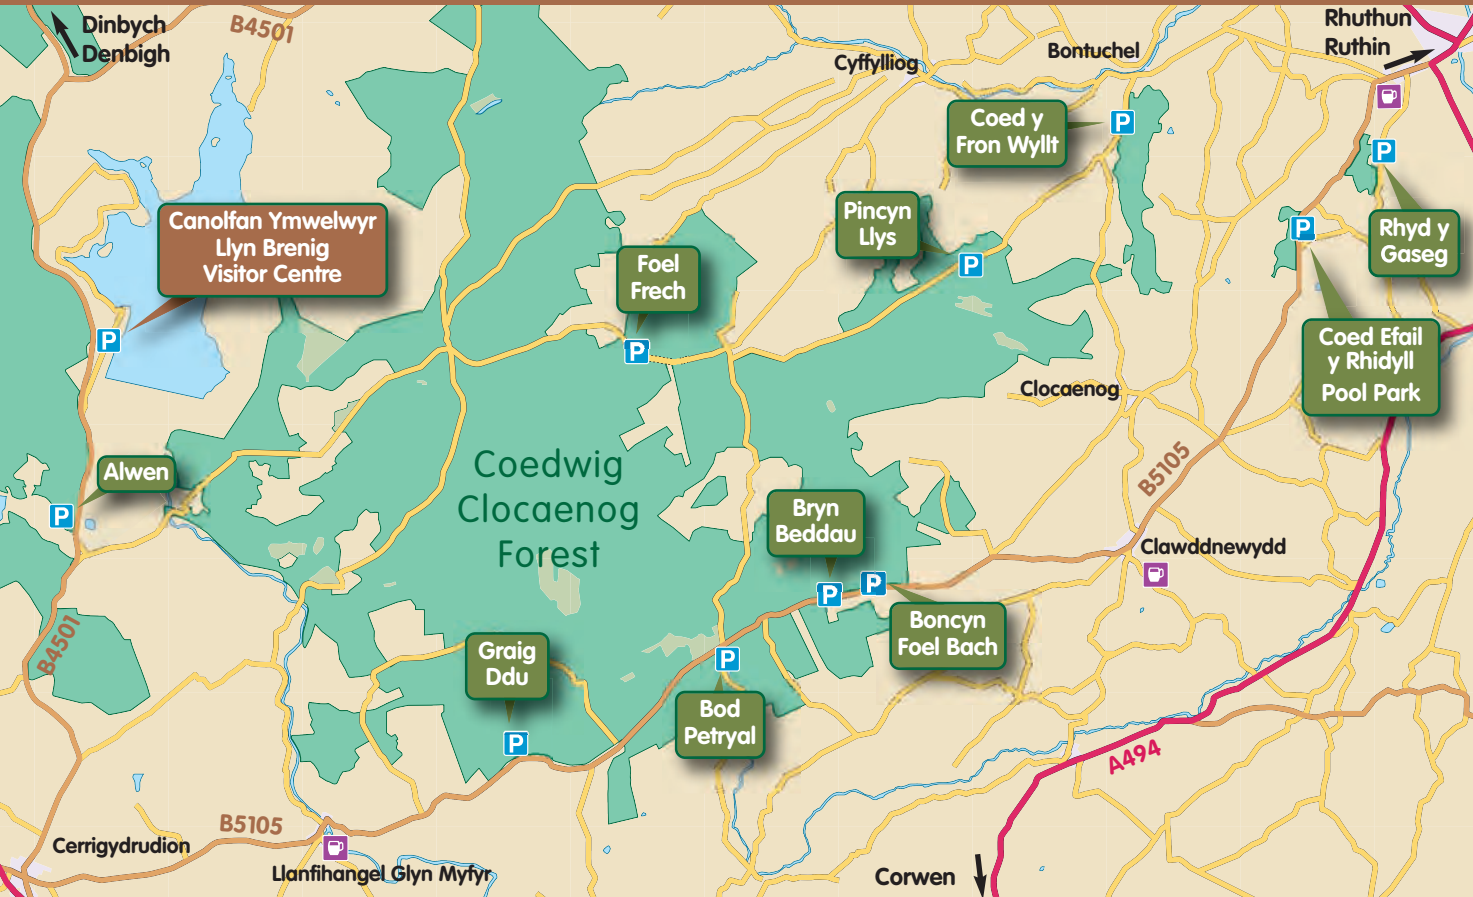 Dinbych
Denbigh
B4501
Cyffylliog
Bontuchel
Rhuthun
Ruthin
Coed y
Fron Wyllt
P
P
Canolfan Ymwelwyr
Llyn Brenig
Visitor Centre
P
Foel
Frech
P
Pincyn
Llys
P
P
Rhyd y
Gaseg
Coed Efail
y Rhidyll
Pool Park
Clocaenog
Alwen
P
Coedwig
Clocaenog
Forest
B5105
Bryn
Beddau
P
P
Clawddnewydd
Boncyn
Foel Bach
B4501
Graig
Ddu
P
P
Bod
Petryal
A494
B5105
Cerrigydrudion
Llanfihangel Glyn Myfyr
Corwen